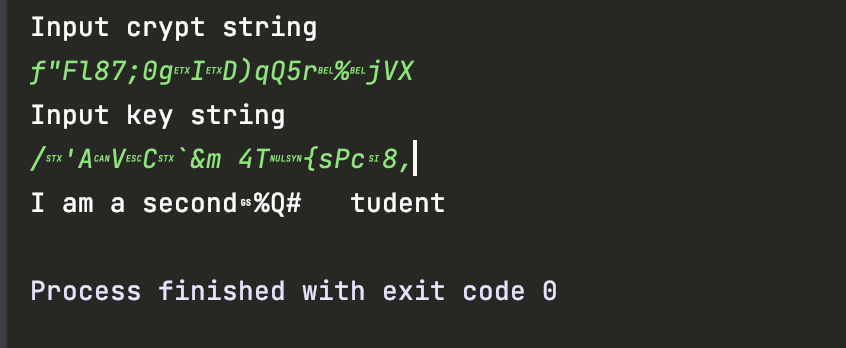 Input crypt string
f"Fl87;0gETXIETXD)qQ5rBEL%BELjVX
Input key string
/STX'ACANVESCCSTX`&m 4TNULSYN{sPcSI8,
I am a secondGS%Q#   tudent
Process finished with exit code 0